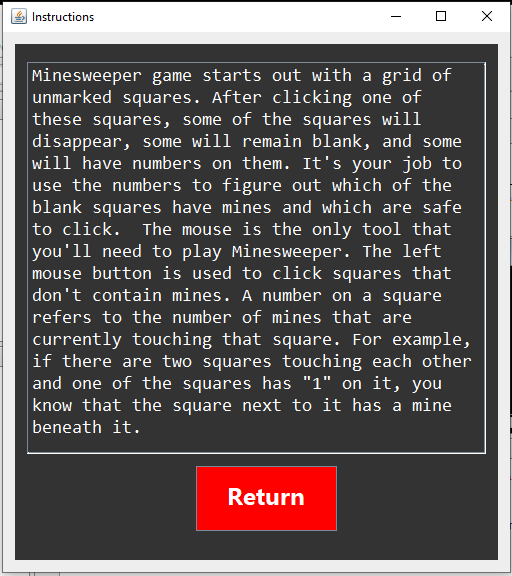 Instructions
Minesweeper game starts out with a grid of
unmarked squares. After clicking one of
these squares, some of the squares will
disappear, some will remain blank, and some
will have numbers on them. It's your job to
use the numbers to figure out which of the
blank squares have mines and which are safe
to click.  The mouse is the only tool that
you'll need to play Minesweeper. The left
mouse button is used to click squares that
don't contain mines. A number on a square
refers to the number of mines that are
currently touching that square. For example,
if there are two squares touching each other
and one of the squares has "1" on it, you
know that the square next to it has a mine
beneath it.
Return